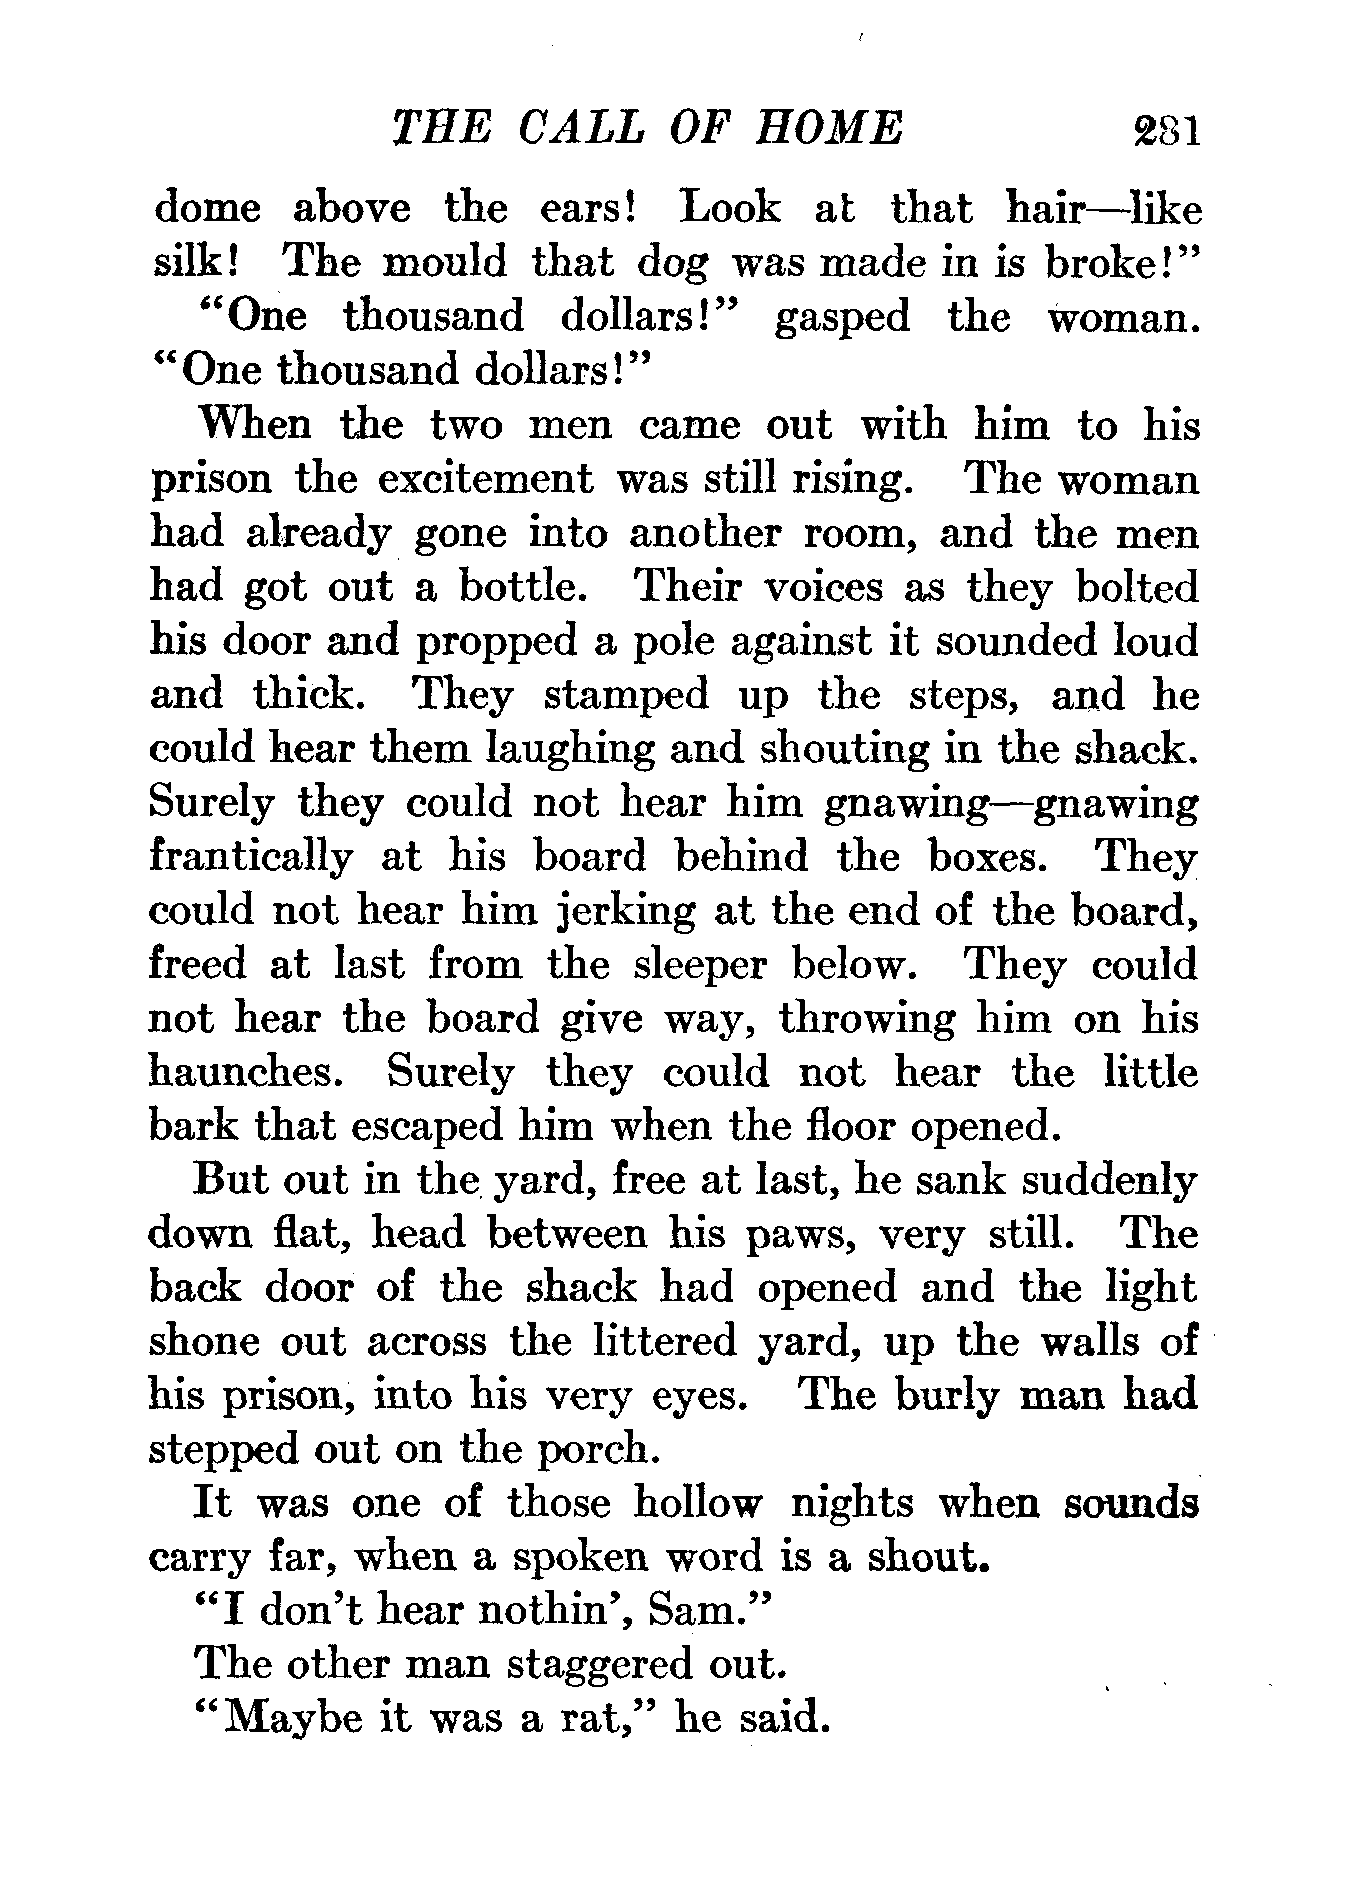 THE CALL OF HOME 281
dome above the ears! Look at that hair—like
silk! The mould that dog was made in is broke!”
“One thousand dollars!” gasped the woman.
“One thousand dollars!”
When the two men came out with him to his
prison the excitement was still rising. The woman
had already gone into another room, and the men
had got out a bottle. Their voices as they bolted
his door and propped a pole against it sounded loud
and thick. They stamped up the steps, and he
could hear them laughing and shouting in the shack.
Surely they could not hear him gnawing—gnawing
frantically at his board behind the boxes. They
could not hear him jerking at the end of the board,
freed at last from the sleeper below. They could
not hear the board give way, throwing him on his
haunches. Surely they could not hear the little
bark that escaped him when the floor opened.
But out in the yard, free at last, he sank suddenly
down flat, head between his paws, very still. The
back door of the shack had opened and the light
shone out across the littered yard, up the walls of
his prison, into his very eyes. The burly man had
stepped out on the porch.
It was one of those hollow nights when sounds
carry far, when a spoken word is a shout.
“I don’t hear nothin’, Sam.”
The other man staggered out.
“Maybe it was a rat,” he said.